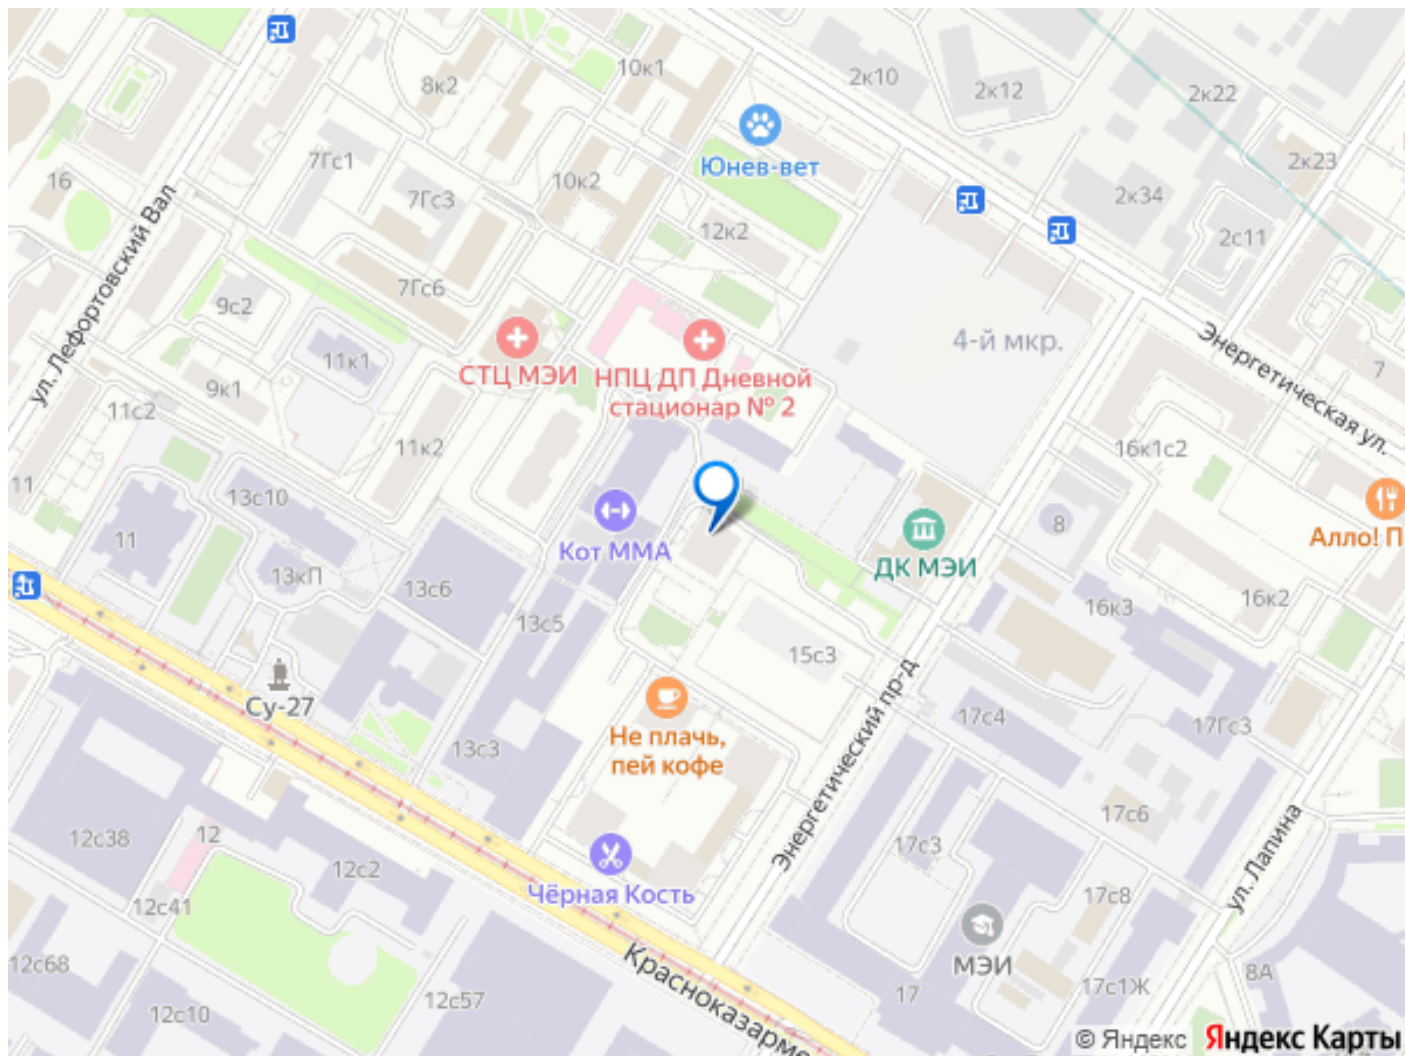 10к1
8к2
2к10
2к12
2к22
7Гс1
Юнев-вет
2к23
16
7Гс3
10к2
2к34
12к2
2с11
ул. Лефортовский Вал
7Гс6
9с2
4-й мкр.
Энергетическая ул.
11к1
СТЦ МЭИ
НПЦ ДП Дневной
стационар № 2
7
9к1
11с2
11к2
16к1с2
11
13с10
8
Кот ММА
11
Алло! П
ДК МЭИ
13кП
13с6
16к2
16к3
13с5
15с3
Су-27
17с4
17Гс3
Не плачь,
пей кофе
13с3
Энергетический пр-д
17с6
12с38
12
17с3
12с2
ул. Лапина
Чёрная Кость
17с8
12с41
МЭИ
12с68
Красноказарме
8А
17с1Ж
17
12с57
12с10
© Яндекс Яндекс Карты